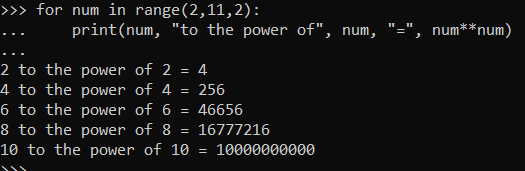 >>> for num in range(2,11,2):
...     print(num, "to the power of", num, "=", num**num)
...
2 to the power of 2 = 4
4 to the power of 4 = 256
6 to the power of 6 = 46656
8 to the power of 8 = 16777216
10 to the power of 10 = 10000000000
>>>